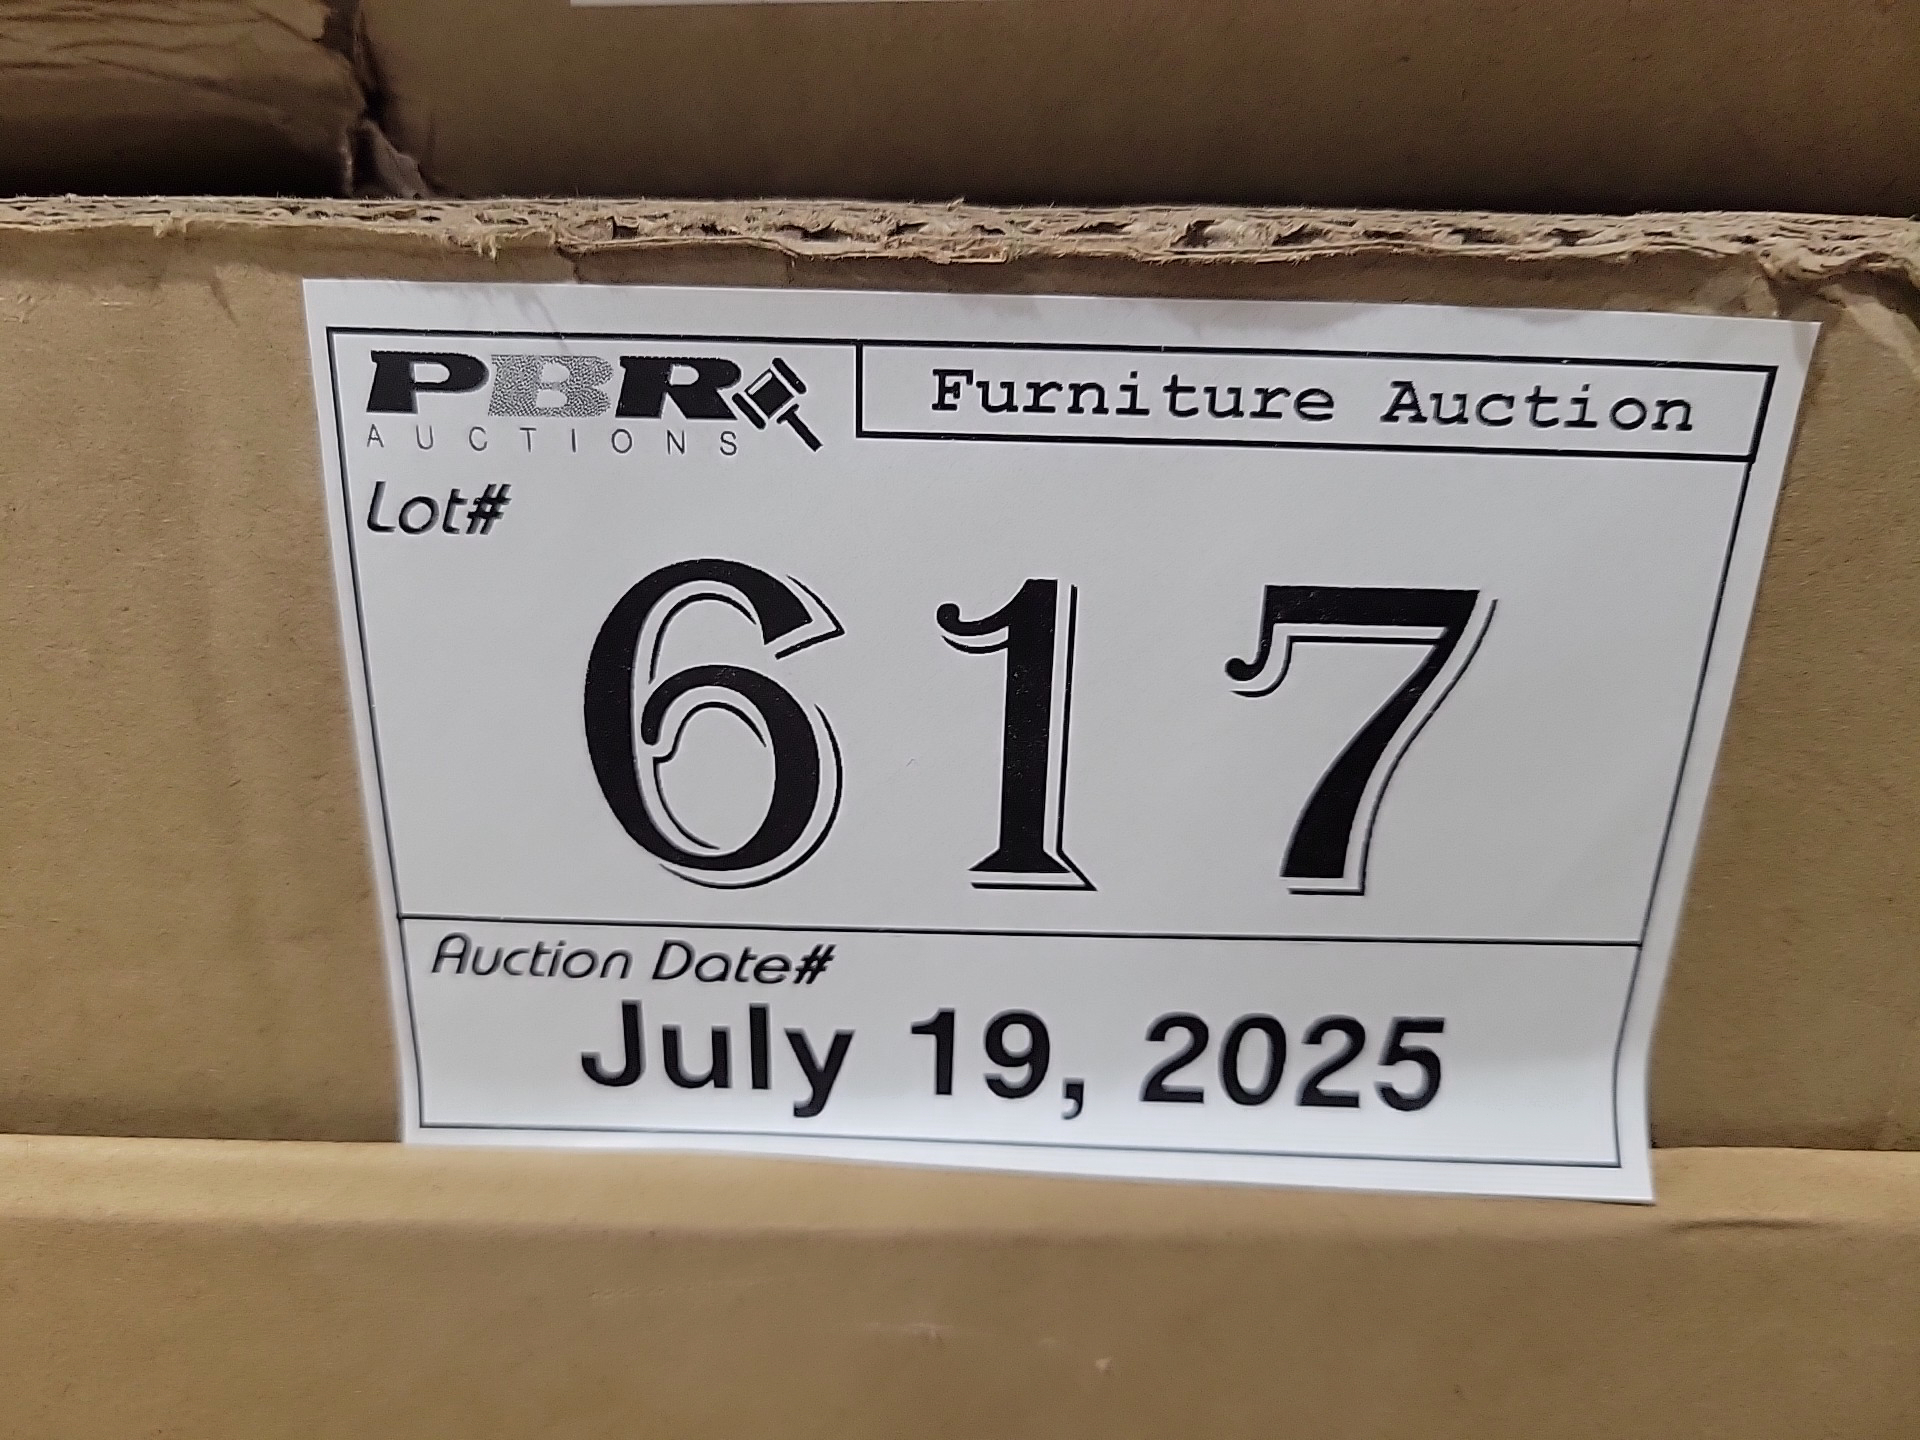 PBR
AUCTIONS
Furniture Auction
Lot#
617
Auction Date#
July 19, 2025